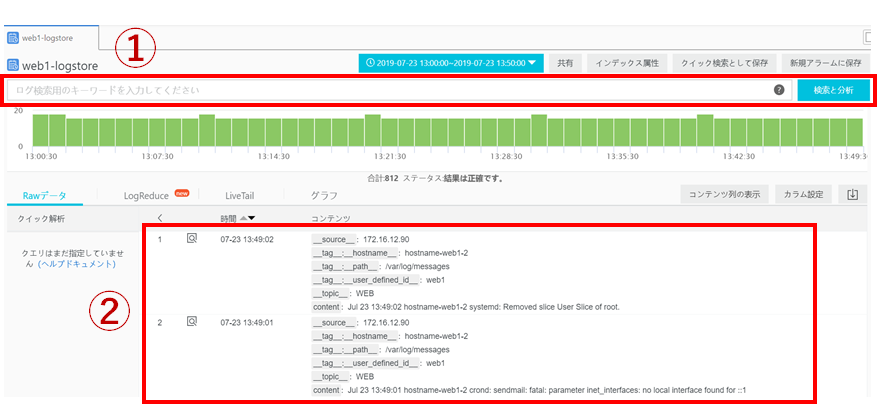 web1-logstore
①
web1-logstore
2019-07-23 13:00:00~2019-07-23 13:50:00 共有 インデックス属性 クイック検索として保存 新規アラームに保存
ログ検索用のキーワードを入力してください ? 検索と分析
20
0
13:00:30 13:07:30 13:14:30 13:21:30 13:28:30 13:35:30 13:42:30 13:49:3
合計:812 ステータス:結果は正確です。
Rawデータ LogReduce new LiveTail グラフ コンテンツ列の表示 カラム設定
クイック解析 時間 コンテンツ
クエリはまだ指定していませ
ん（ヘルプドキュメント）
②
1 07-23 13:49:02 __source__: 172.16.12.90
__tag__:__hostname__: hostname-web1-2
__tag__:__path__: /var/log/messages
__tag__:__user_defined_id__: web1
__topic__: WEB
content: Jul 23 13:49:02 hostname-web1-2 systemd: Removed slice User Slice of root.
2 07-23 13:49:01 __source__: 172.16.12.90
__tag__:__hostname__: hostname-web1-2
__tag__:__path__: /var/log/messages
__tag__:__user_defined_id__: web1
__topic__: WEB
content: Jul 23 13:49:01 hostname-web1-2 crond: sendmail: fatal: parameter inet_interfaces: no local interface found for ::1